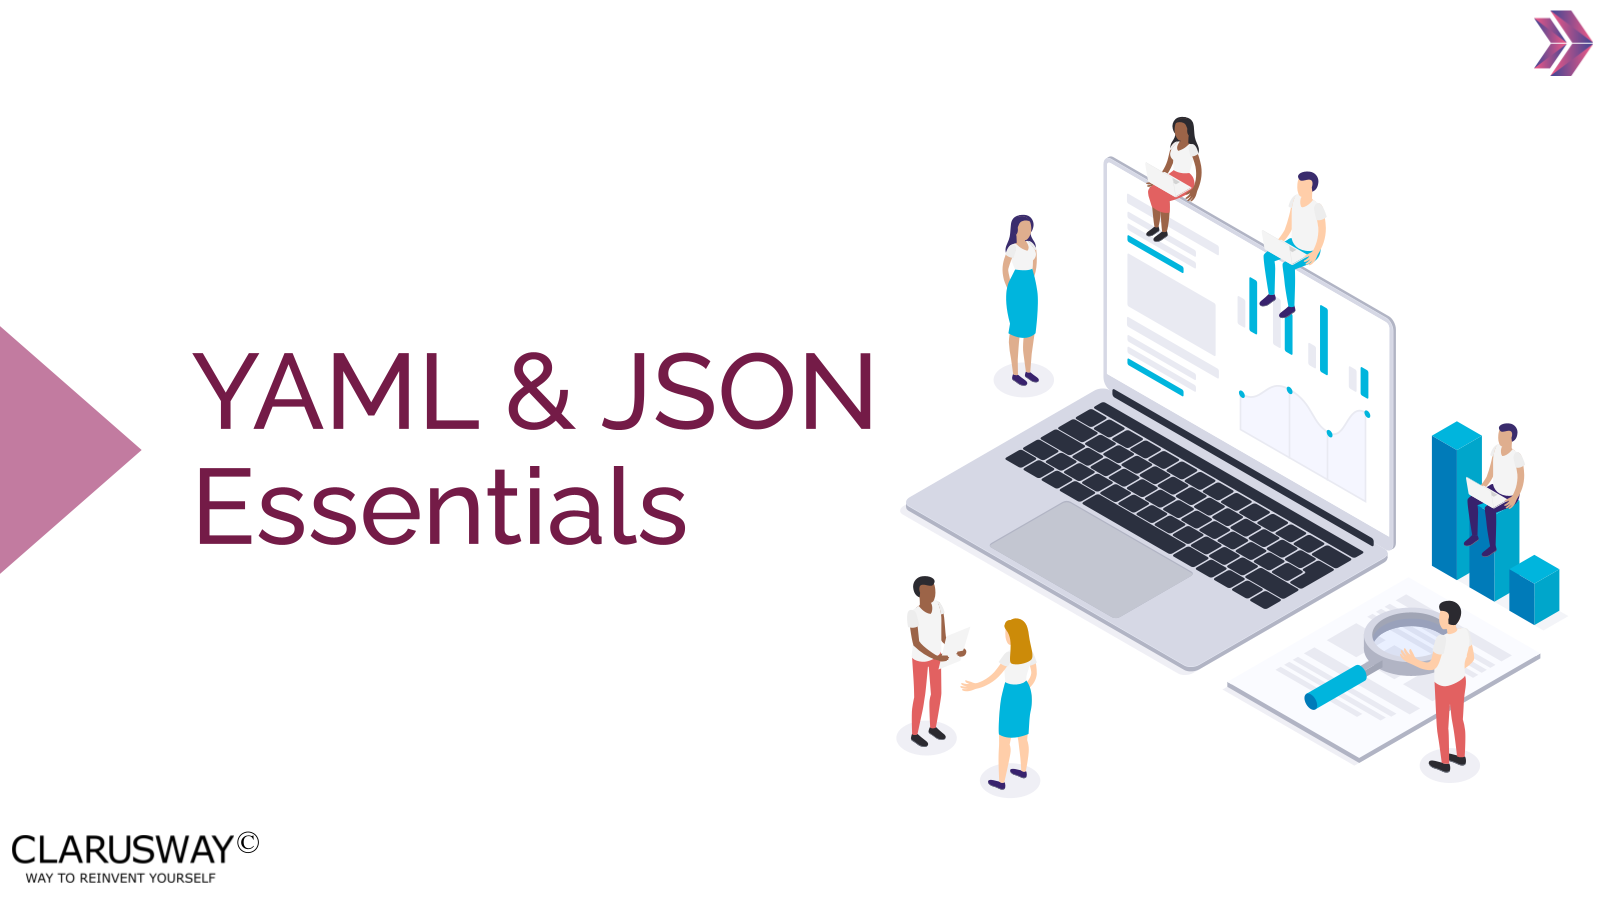 YAML & JSON
Essentials
CLARUSWAY©
WAY TO REINVENT YOURSELF